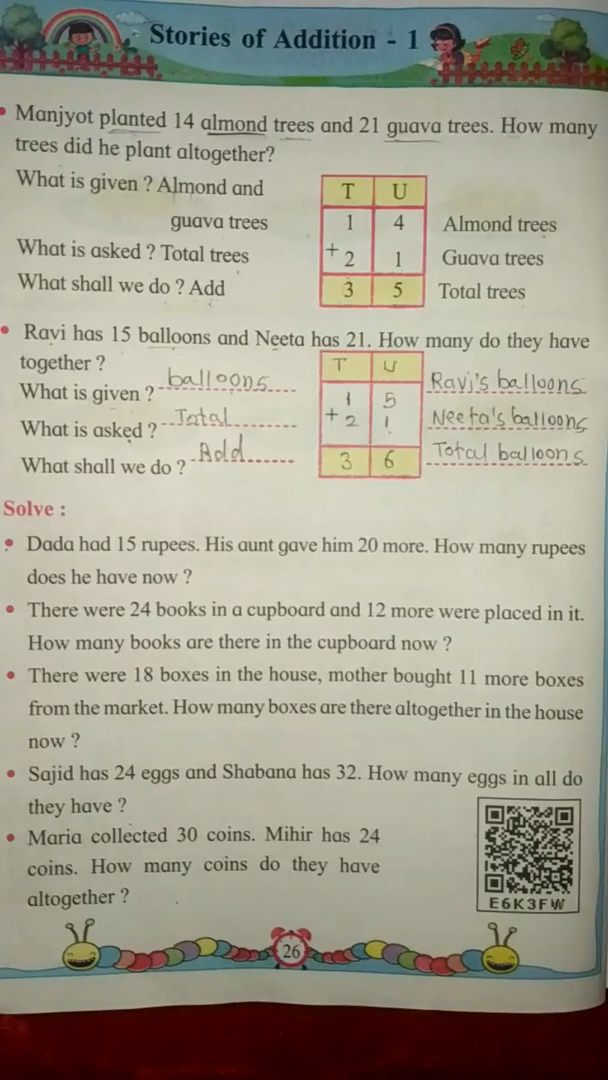 Stories of Addition - 1
• Manjyot planted 14 almond trees and 21 guava trees. How many
trees did he plant altogether?
What is given ? Almond and
guava trees
What is asked ? Total trees
What shall we do ? Add
T U
1 4 Almond trees
+ 2 1 Guava trees
3 5 Total trees
• Ravi has 15 balloons and Neeta has 21. How many do they have
together ?
What is given ? balloons
What is asked ? Total
What shall we do ? Add
T U
1 5 Ravi's balloons
+ 2 1 Neeta's balloons
3 6 Total balloons
Solve :
• Dada had 15 rupees. His aunt gave him 20 more. How many rupees
does he have now ?
• There were 24 books in a cupboard and 12 more were placed in it.
How many books are there in the cupboard now ?
• There were 18 boxes in the house, mother bought 11 more boxes
from the market. How many boxes are there altogether in the house
now ?
• Sajid has 24 eggs and Shabana has 32. How many eggs in all do
they have ?
• Maria collected 30 coins. Mihir has 24
coins. How many coins do they have
altogether ?
E6K3FW
26